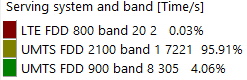 Serving system and band [Time/s]
LTE FDD 800 band 20 2 0.03%
UMTS FDD 2100 band 1 7221 95.91%
UMTS FDD 900 band 8 305 4.06%